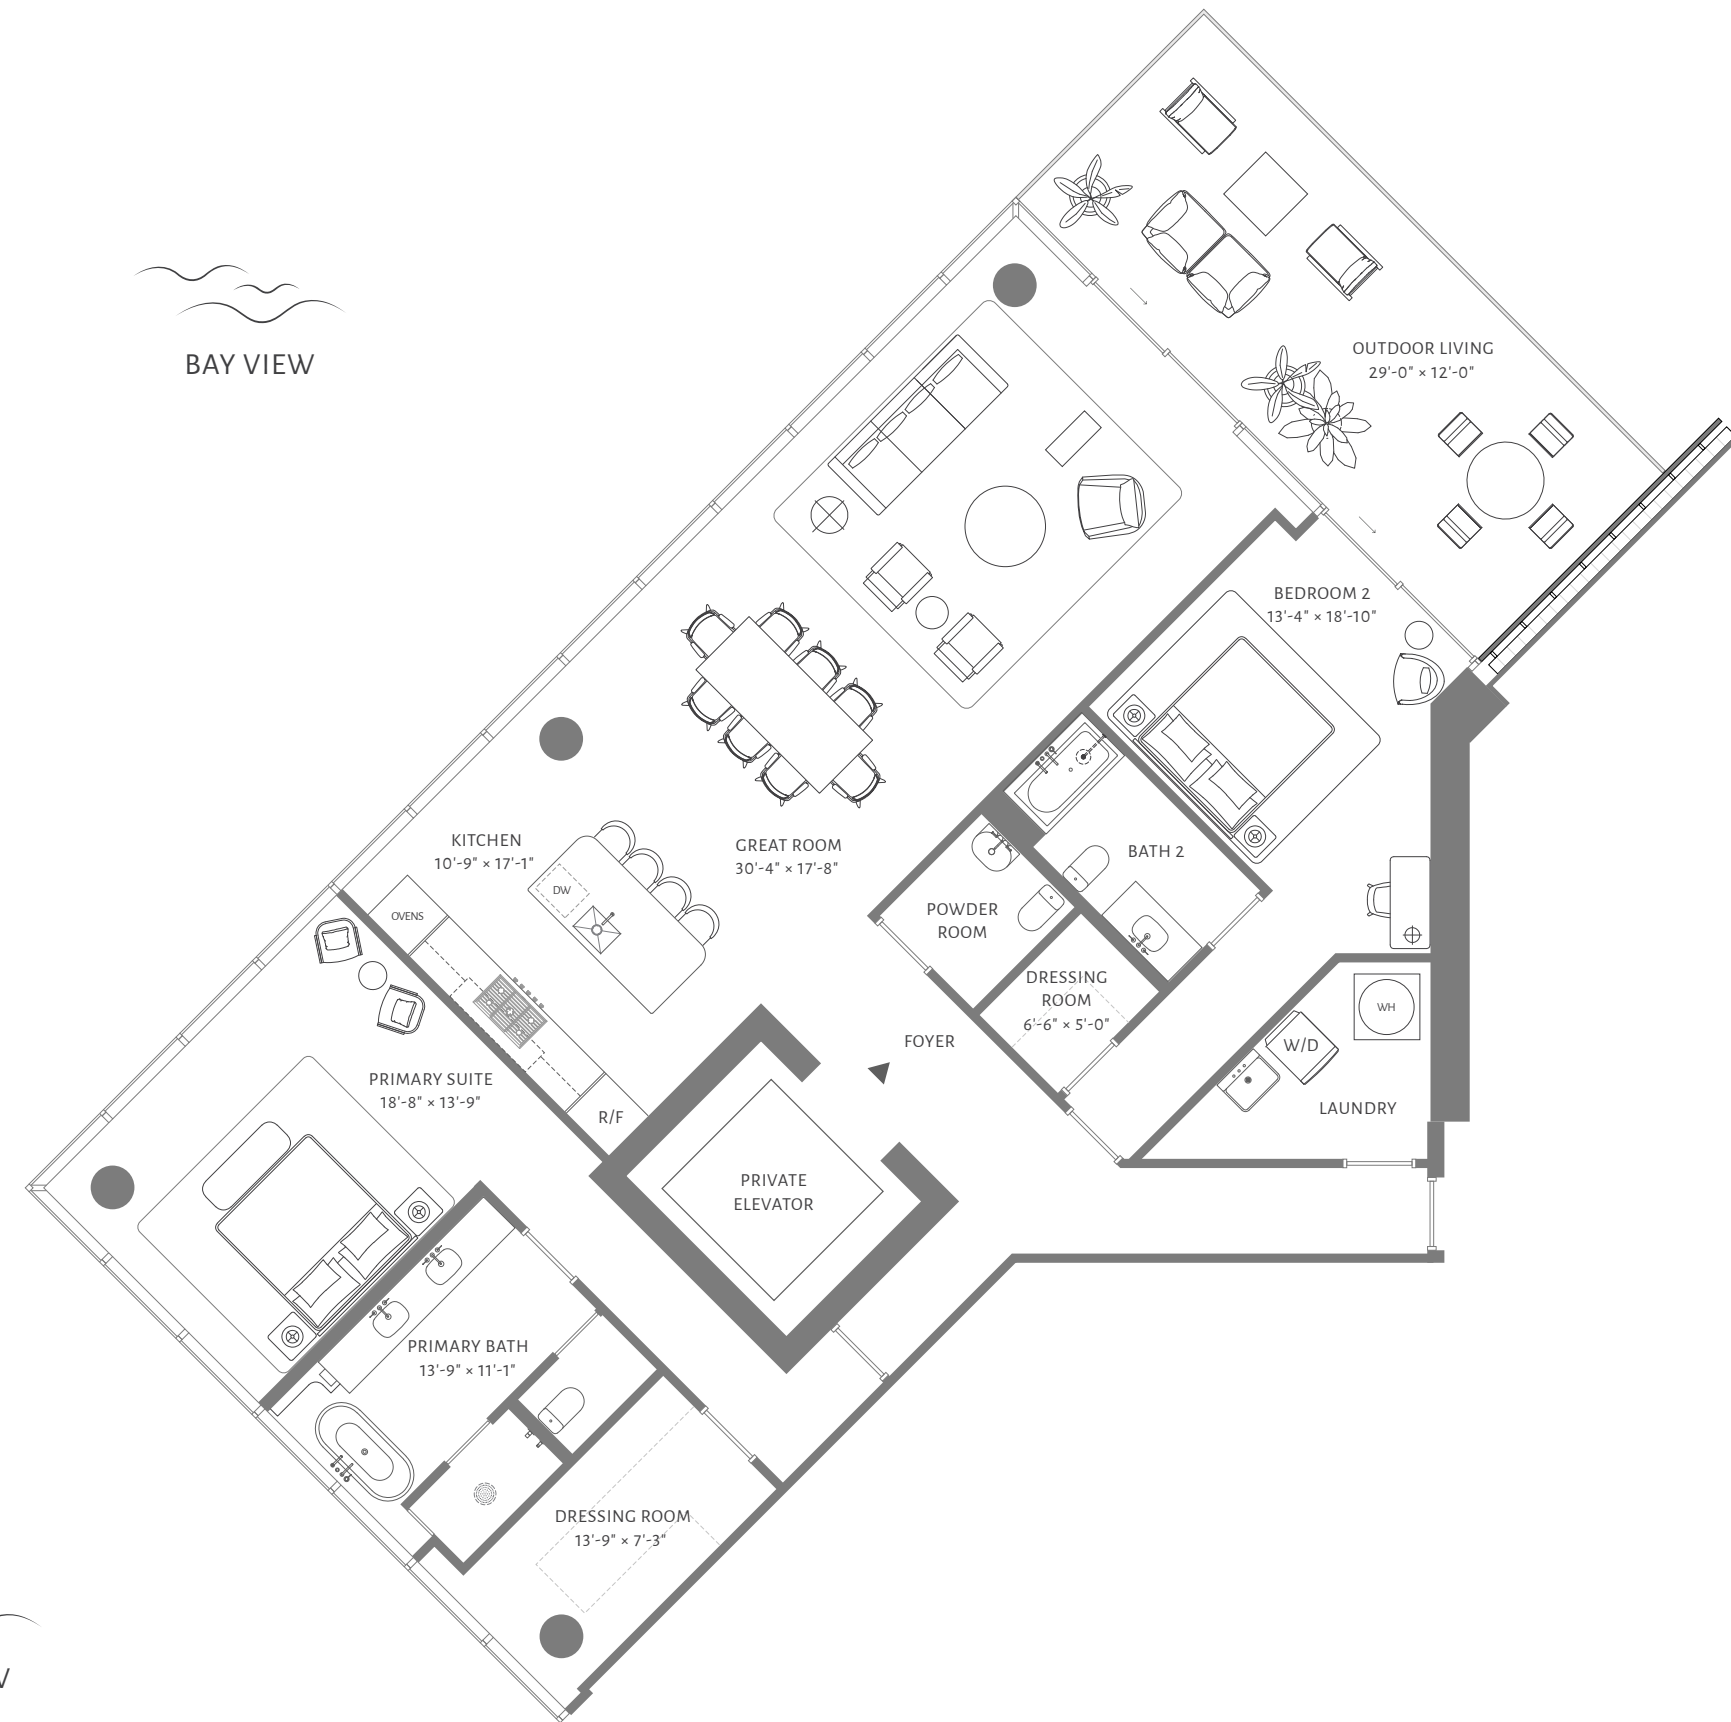 BAY VIEW
OUTDOOR LIVING
29'-0" × 12'-0"
BEDROOM 2
13'-4" × 18'-10"
KITCHEN
10'-9" × 17'-1"
GREAT ROOM
30'-4" × 17'-8"
BATH 2
DW
OVENS
POWDER
ROOM
DRESSING
ROOM
6'-6" × 5'-0"
WH
FOYER
W/D
PRIMARY SUITE
18'-8" × 13'-9"
R/F
LAUNDRY
PRIVATE
ELEVATOR
PRIMARY BATH
13'-9" × 11'-1"
DRESSING ROOM
13'-9" × 7'-3"